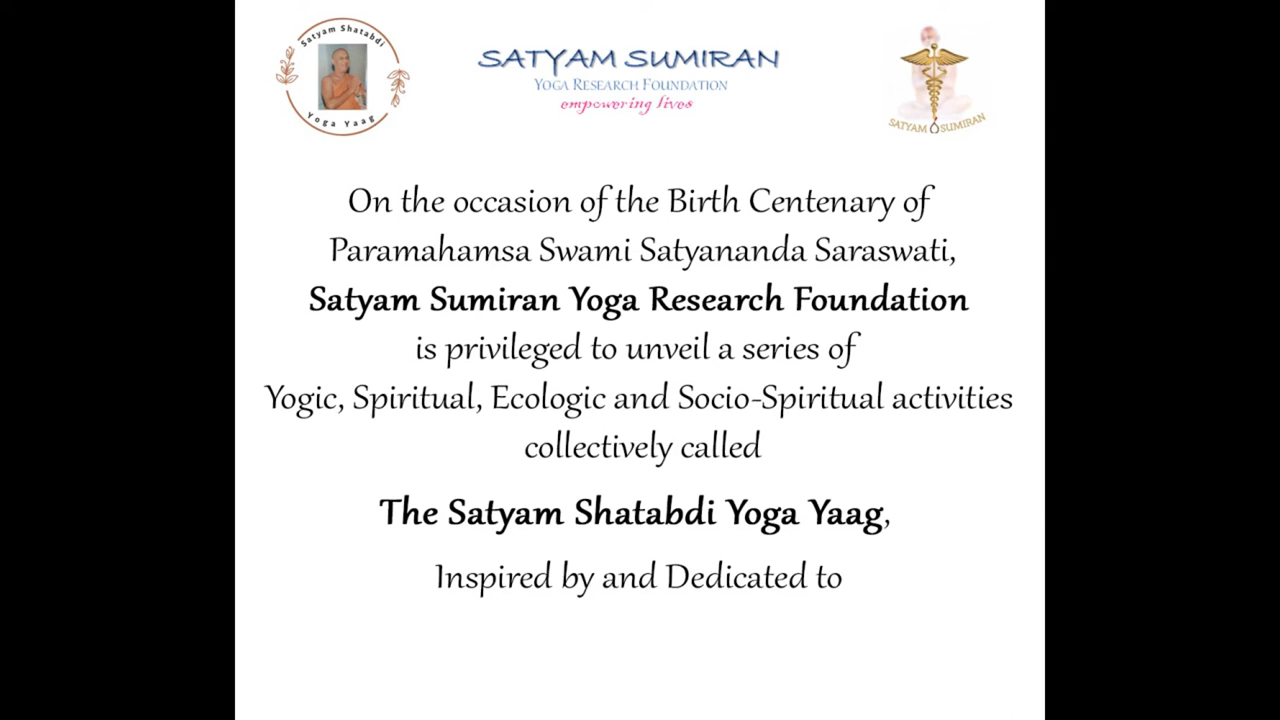 Satyam Shatabdi
Yoga Yaag
SATYAM SUMIRAN
YOGA RESEARCH FOUNDATION
empowering lives
SATYAM SUMIRAN
On the occasion of the Birth Centenary of
Paramahamsa Swami Satyananda Saraswati,
Satyam Sumiran Yoga Research Foundation
is privileged to unveil a series of
Yogic, Spiritual, Ecologic and Socio-Spiritual activities
collectively called
The Satyam Shatabdi Yoga Yaag,
Inspired by and Dedicated to